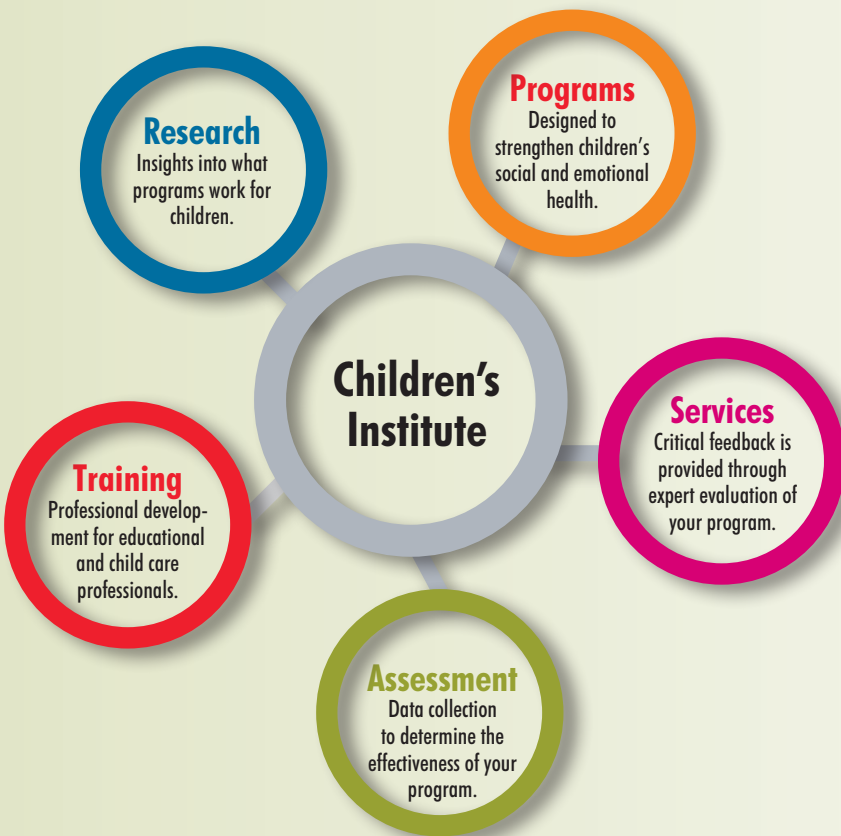 Research
Insights into what
programs work for
children.
Programs
Designed to
strengthen children's
social and emotional
health.
Children's
Institute
Services
Critical feedback is
provided through
expert evaluation of
your program.
Training
Professional develop-
ment for educational
and child care
professionals.
Assessment
Data collection
to determine the
effectiveness of your
program.